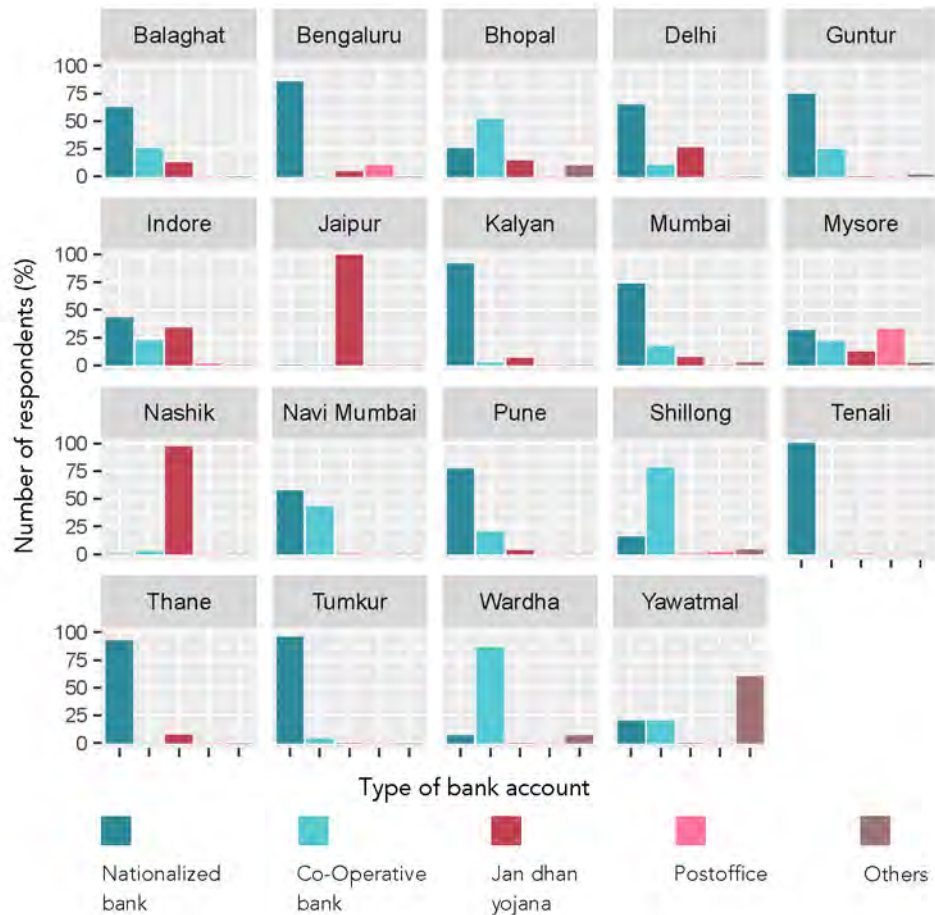 Balaghat Bengaluru Bhopal Delhi Guntur
100
75
50
25
0
Indore Jaipur Kalyan Mumbai Mysore
100
75
50
25
0
Nashik Navi Mumbai Pune Shillong Tenali
100
75
50
25
0
Thane Tumkur Wardha Yawatmal
100
75
50
25
0
Number of respondents (%)
Type of bank account
Nationalized bank
Co-Operative bank
Jan dhan yojana
Postoffice
Others